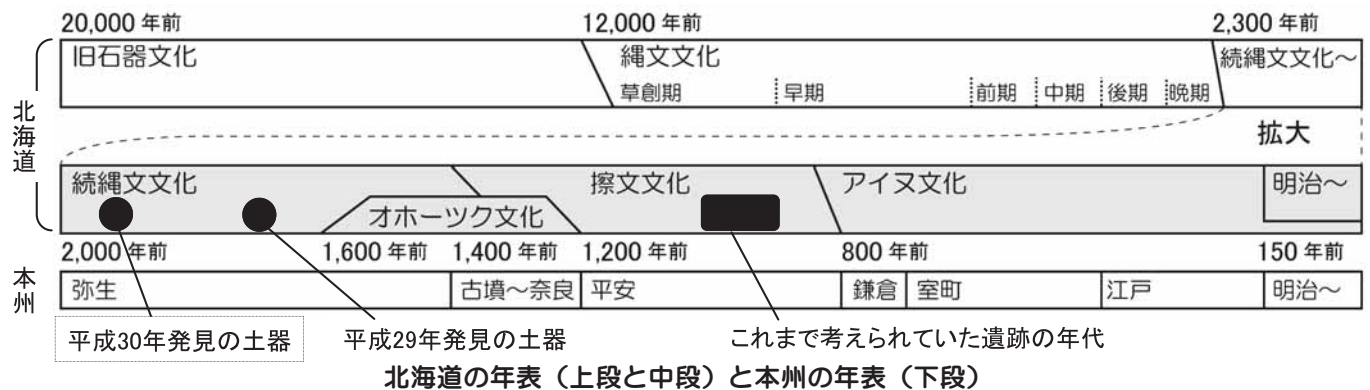 20,000 年前 12,000 年前 2,300 年前
旧石器文化 縄文文化 続縄文文化～
草創期 早期 前期 中期 後期 晩期
北海道
拡大
続縄文文化 擦文文化 アイヌ文化 明治～
オホーツク文化
2,000 年前 1,600 年前 1,400 年前 1,200 年前 800 年前 150 年前
本州
弥生 古墳～奈良 平安 鎌倉 室町 江戸 明治～
平成30年発見の土器 平成29年発見の土器 これまで考えられていた遺跡の年代
北海道の年表（上段と中段）と本州の年表（下段）